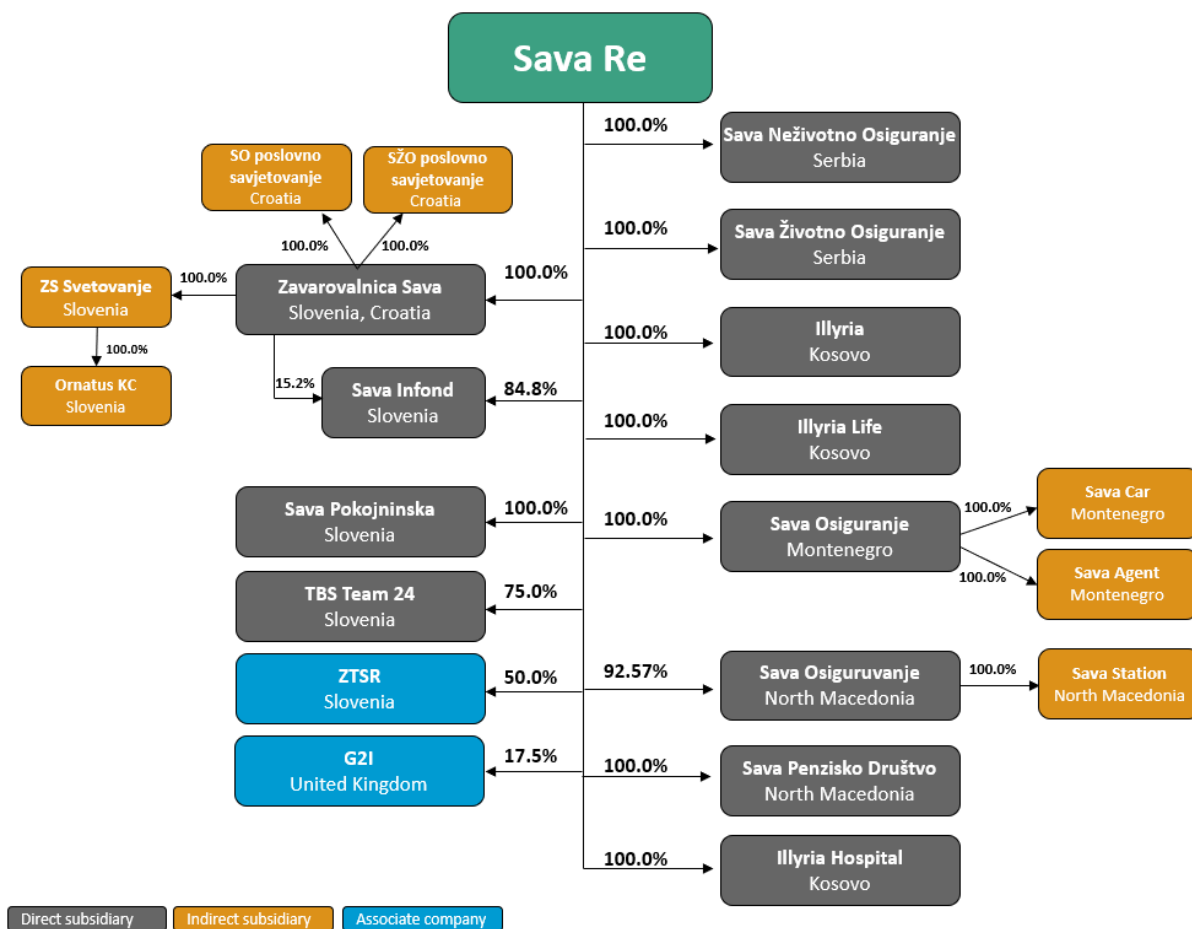 Sava Re
100.0%
Sava Neživotno Osiguranje
Serbia
SO poslovno
savjetovanje
Croatia
SŽO poslovno
savjetovanje
Croatia
100.0%
100.0%
100.0%
Sava Životno Osiguranje
Serbia
ZS Svetovanje
Slovenia
100.0%
Zavarovalnica Sava
Slovenia, Croatia
100.0%
100.0%
Illyria
Kosovo
100.0%
Ornatus KC
Slovenia
15.2%
Sava Infond
Slovenia
84.8%
100.0%
Illyria Life
Kosovo
Sava Pokojninska
Slovenia
100.0%
100.0%
Sava Osiguranje
Montenegro
100.0%
Sava Car
Montenegro
100.0%
Sava Agent
Montenegro
TBS Team 24
Slovenia
75.0%
ZTSR
Slovenia
50.0%
92.57%
Sava Osiguruvanje
North Macedonia
100.0%
Sava Station
North Macedonia
G2I
United Kingdom
17.5%
100.0%
Sava Penzisko Društvo
North Macedonia
100.0%
Illyria Hospital
Kosovo
Direct subsidiary
Indirect subsidiary
Associate company